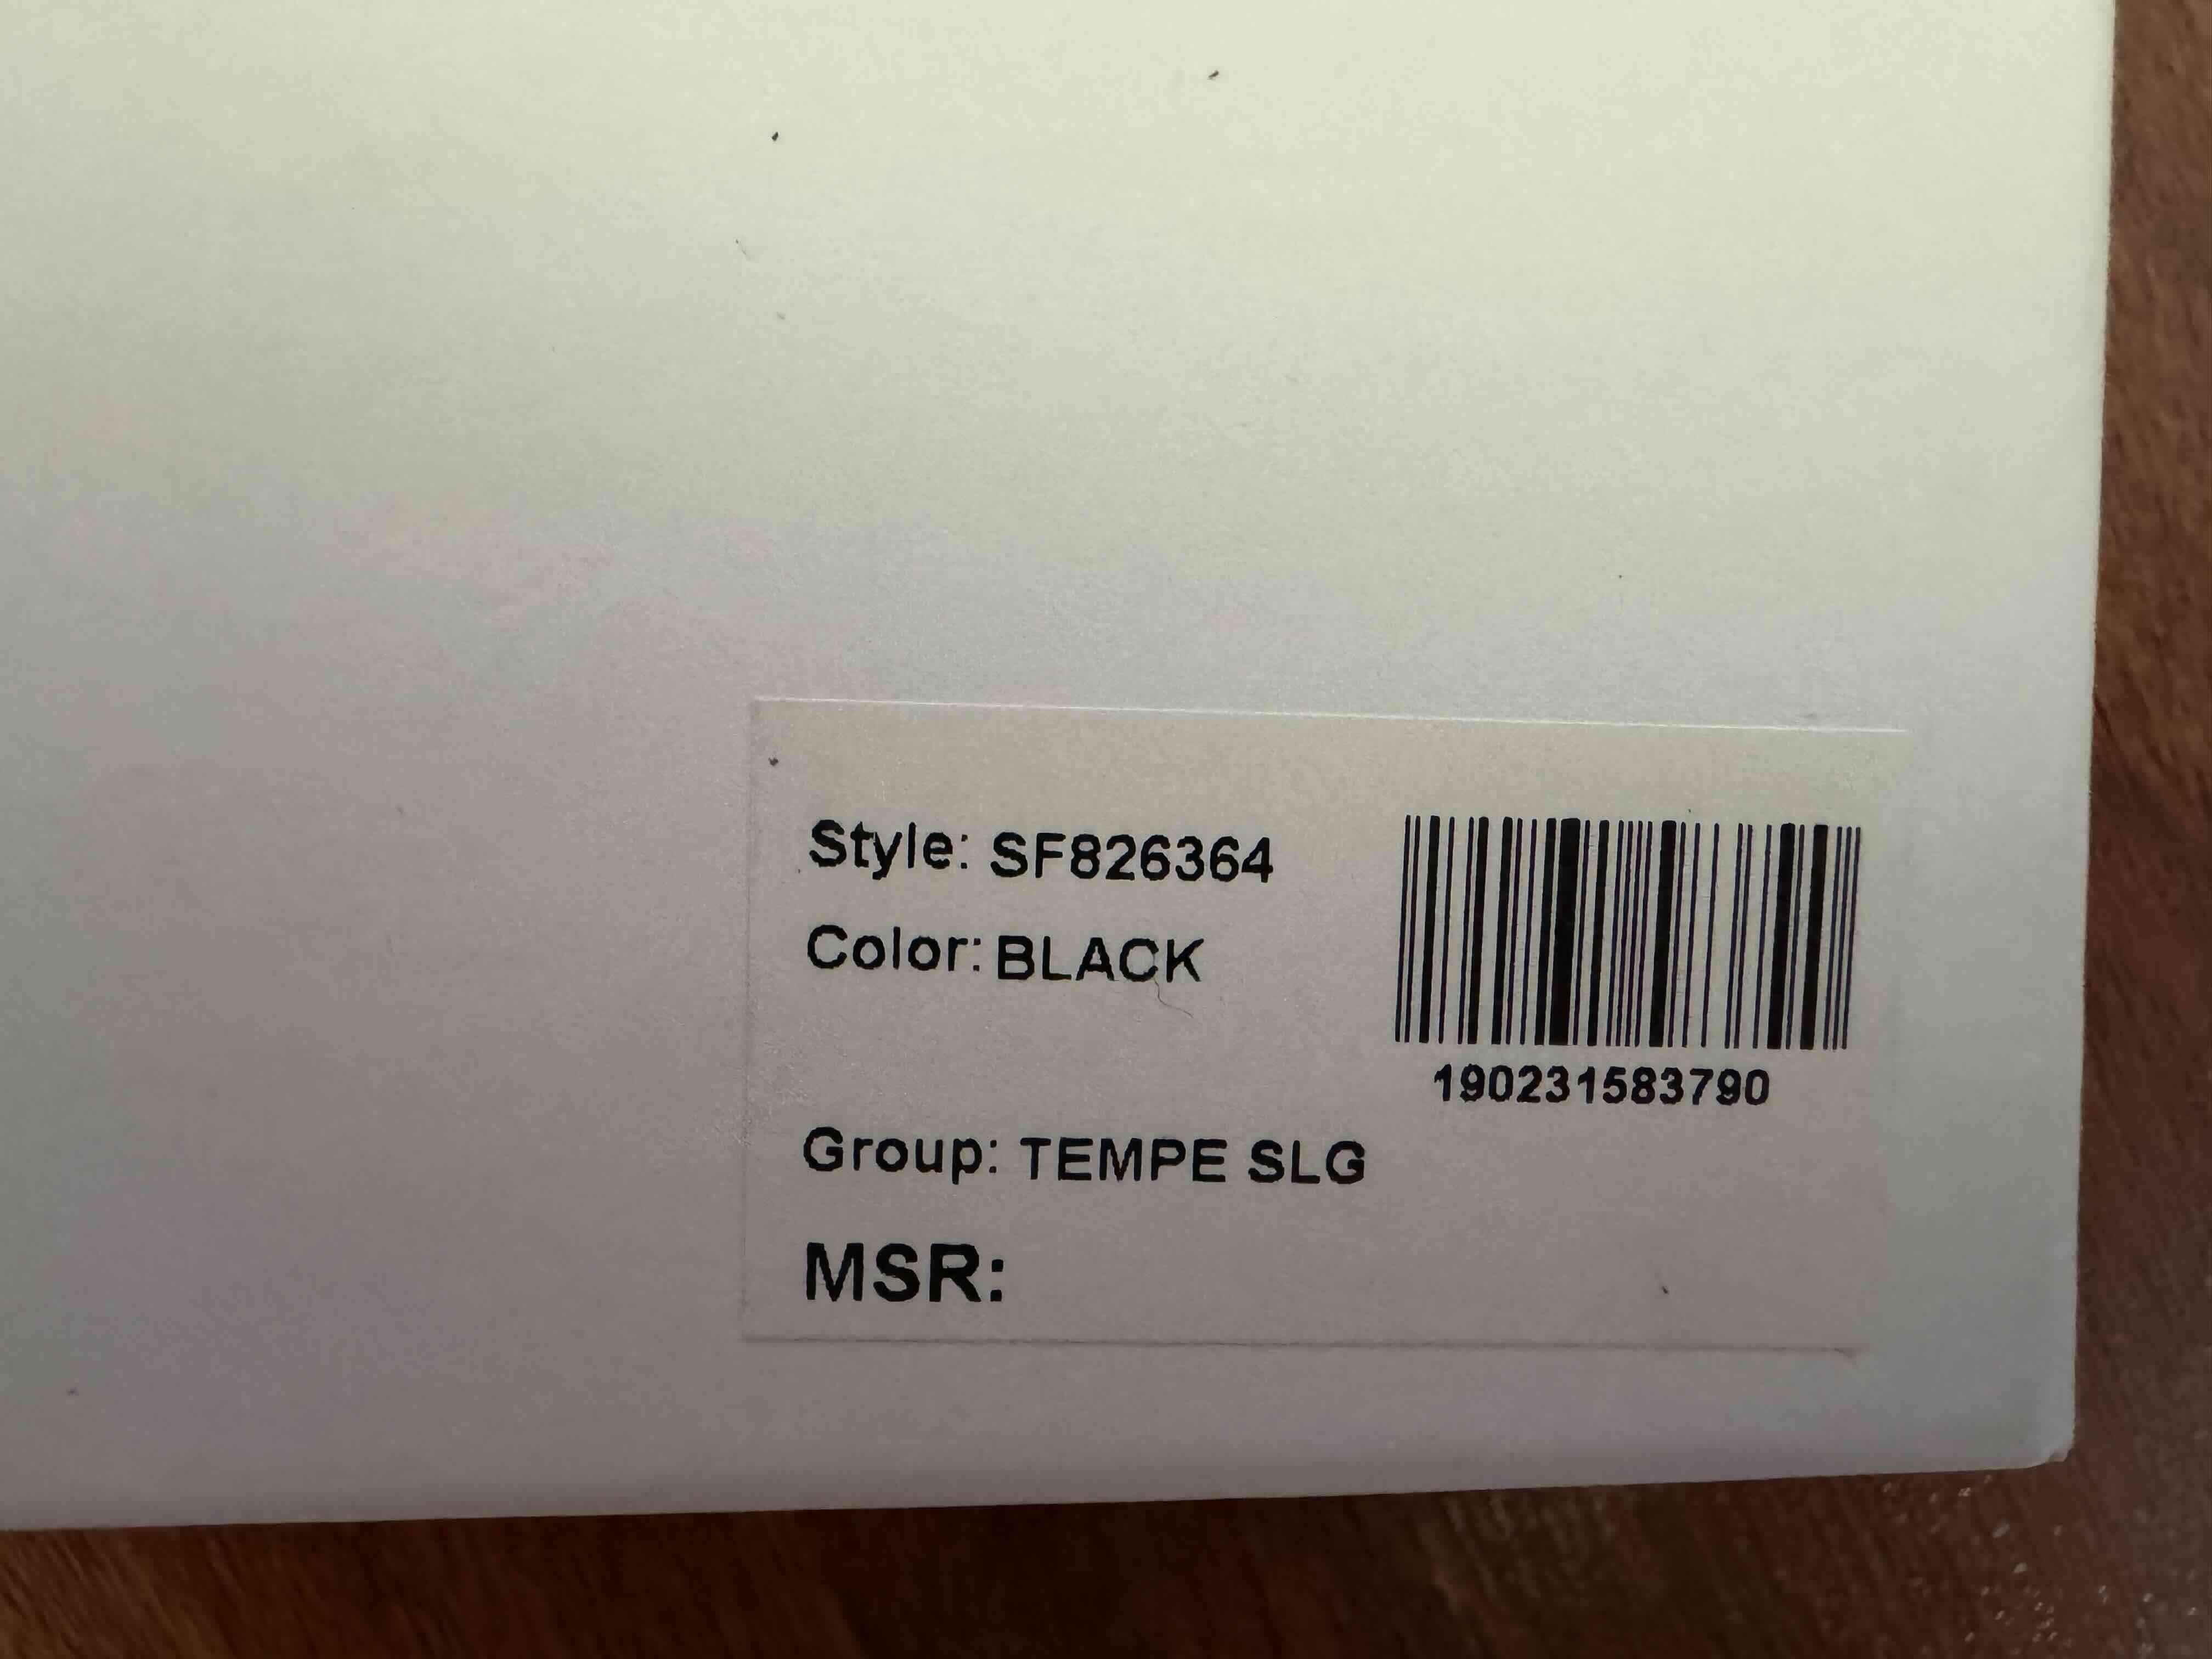 Style: SF826364
Color: BLACK
190231583790
Group: TEMPE SLG
MSR: